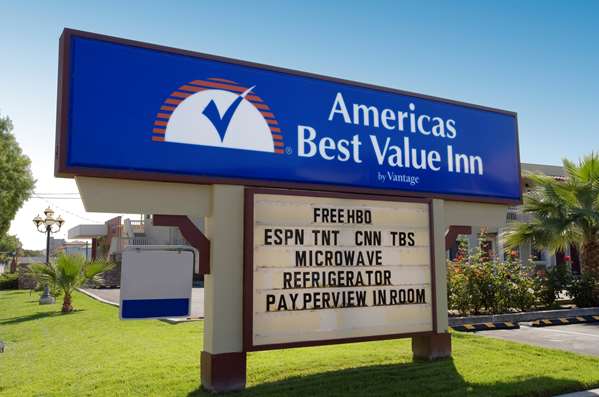 Americas
Best Value Inn
by Vantage
®
FREE HBO
ESPN TNT CNN TBS
MICROWAVE
REFRIGERATOR
PAY PERVIEW IN ROOM